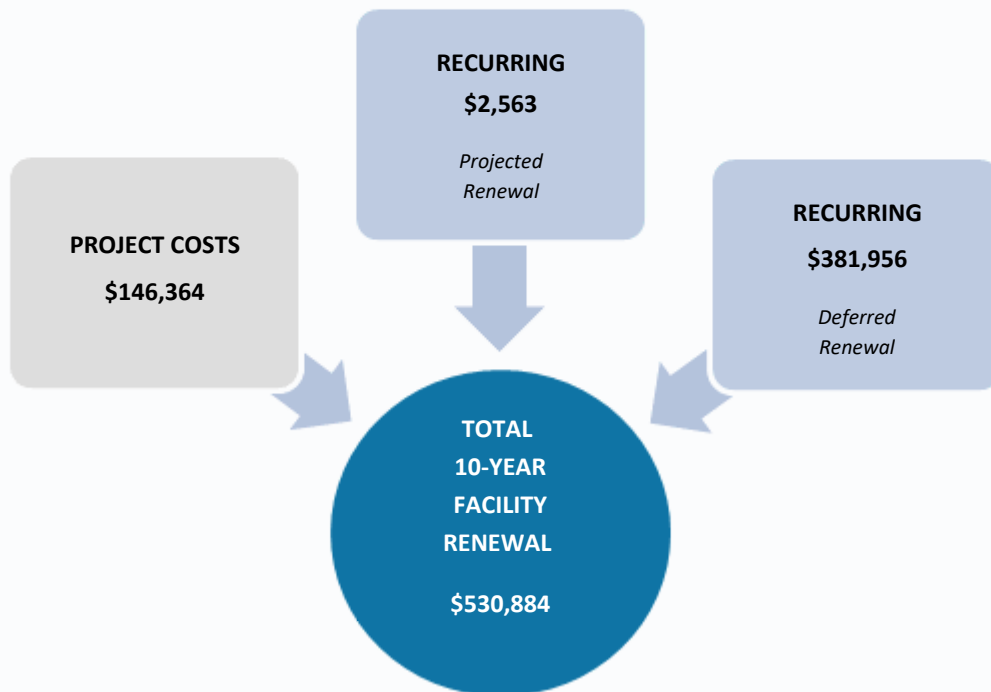 RECURRING
$2,563
Projected
Renewal
PROJECT COSTS
$146,364
RECURRING
$381,956
Deferred
Renewal
TOTAL
10-YEAR
FACILITY
RENEWAL
$530,884